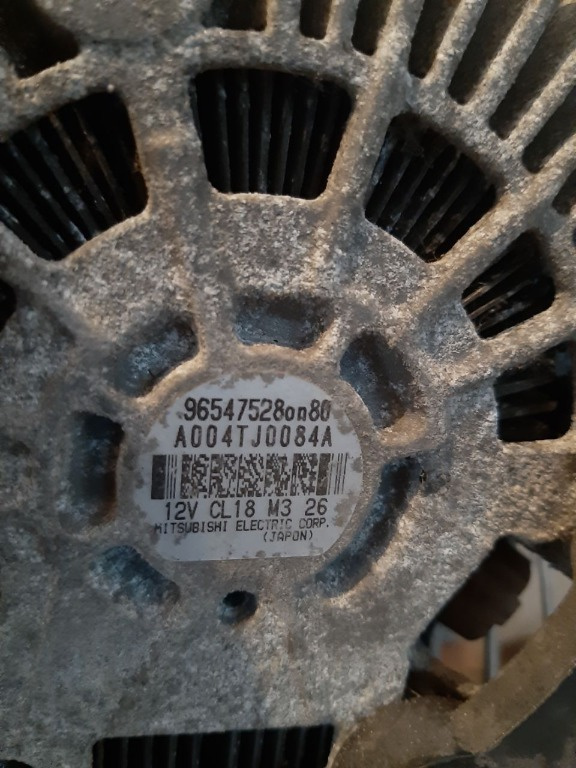 96547528on80
A004TJ0084A
12V CL18 M3 26
MITSUBISHI ELECTRIC CORP.
(JAPON)